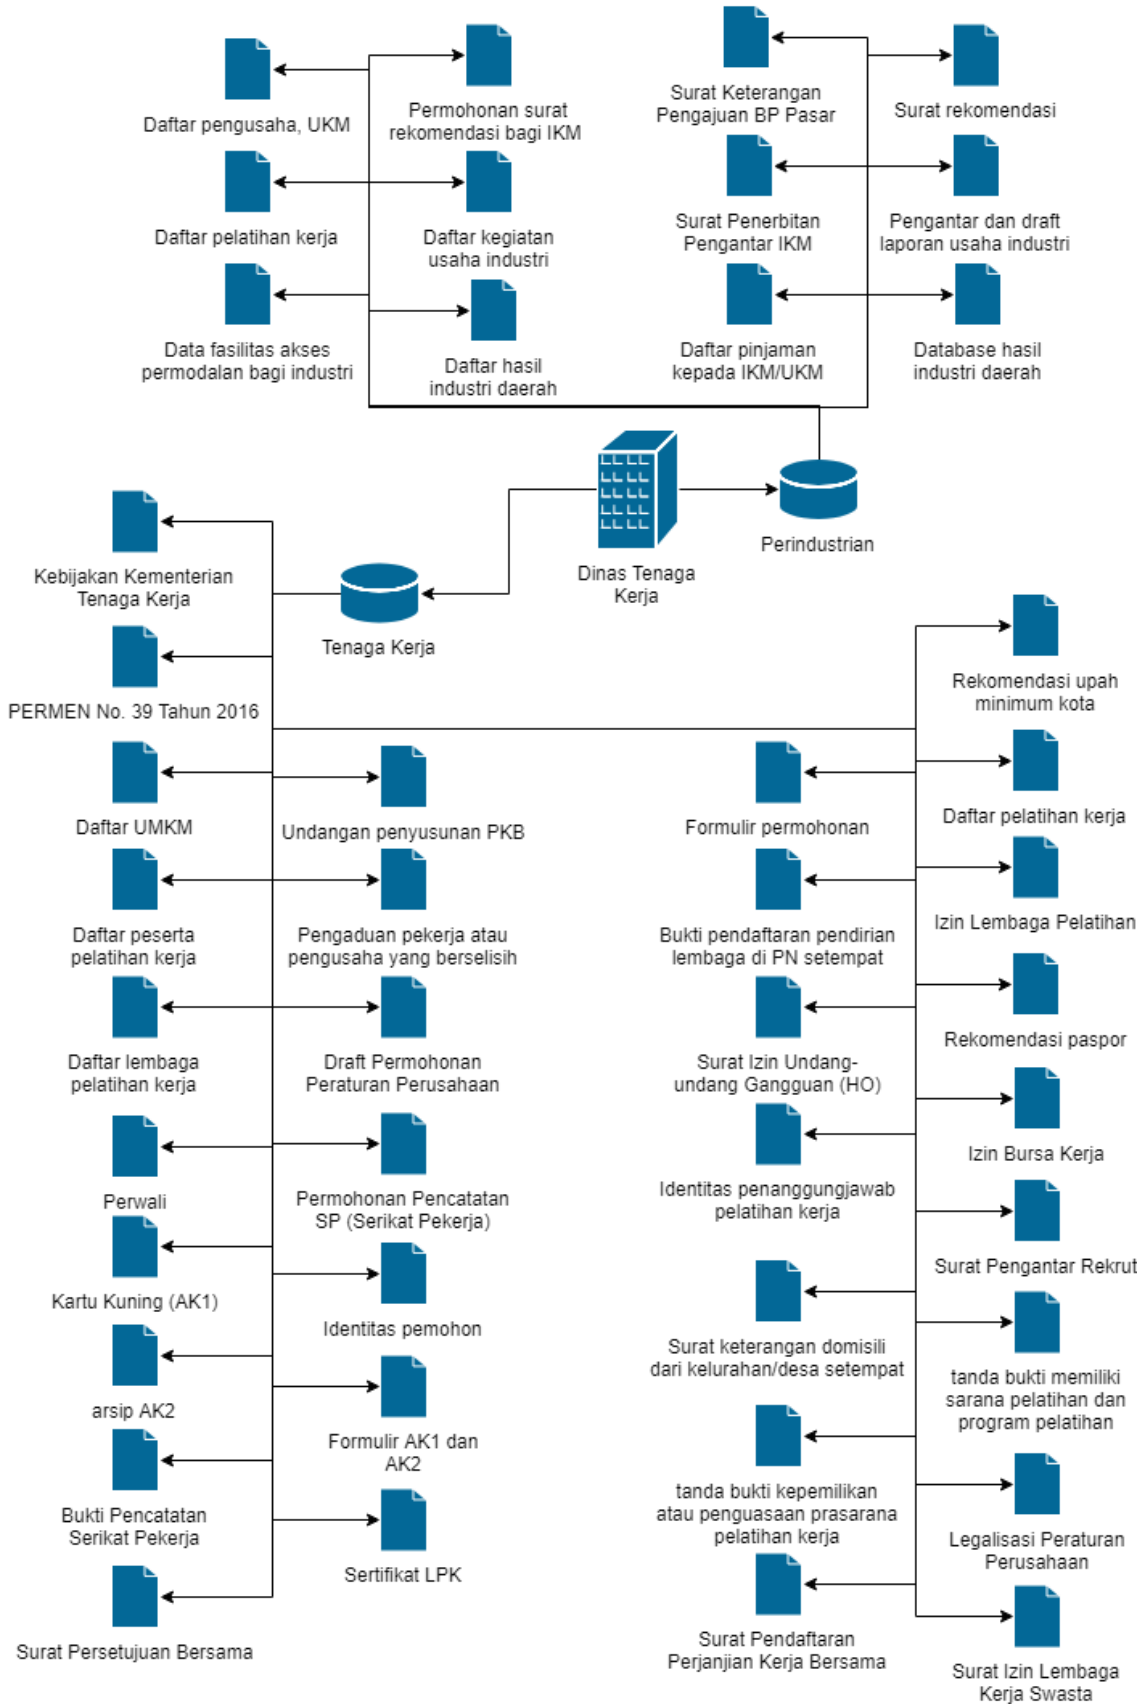 Daftar pengusaha, UKM
Permohonan surat
rekomendasi bagi IKM
Daftar pelatihan kerja
Daftar kegiatan
usaha industri
Data fasilitas akses
permodalan bagi industri
Daftar hasil
industri daerah
Surat Keterangan
Pengajuan BP Pasar
Surat rekomendasi
Surat Penerbitan
Pengantar IKM
Pengantar dan draft
laporan usaha industri
Daftar pinjaman
kepada IKM/UKM
Database hasil
industri daerah
Dinas Tenaga
Kerja
Perindustrian
Tenaga Kerja
Kebijakan Kementerian
Tenaga Kerja
PERMEN No. 39 Tahun 2016
Daftar UMKM
Undangan penyusunan PKB
Daftar peserta
pelatihan kerja
Pengaduan pekerja atau
pengusaha yang berselisih
Daftar lembaga
pelatihan kerja
Draft Permohonan
Peraturan Perusahaan
Perwali
Permohonan Pencatatan
SP (Serikat Pekerja)
Kartu Kuning (AK1)
Identitas pemohon
arsip AK2
Formulir AK1 dan
AK2
Bukti Pencatatan
Serikat Pekerja
Sertifikat LPK
Surat Persetujuan Bersama
Rekomendasi upah
minimum kota
Formulir permohonan
Daftar pelatihan kerja
Bukti pendaftaran pendirian
lembaga di PN setempat
Izin Lembaga Pelatihan
Surat Izin Undang-
undang Gangguan (HO)
Rekomendasi paspor
Identitas penanggungjawab
pelatihan kerja
Izin Bursa Kerja
Surat Pengantar Rekrut
Surat keterangan domisili
dari kelurahan/desa setempat
tanda bukti memiliki
sarana pelatihan dan
program pelatihan
tanda bukti kepemilikan
atau penguasaan prasarana
pelatihan kerja
Legalisasi Peraturan
Perusahaan
Surat Pendaftaran
Perjanjian Kerja Bersama
Surat Izin Lembaga
Kerja Swasta